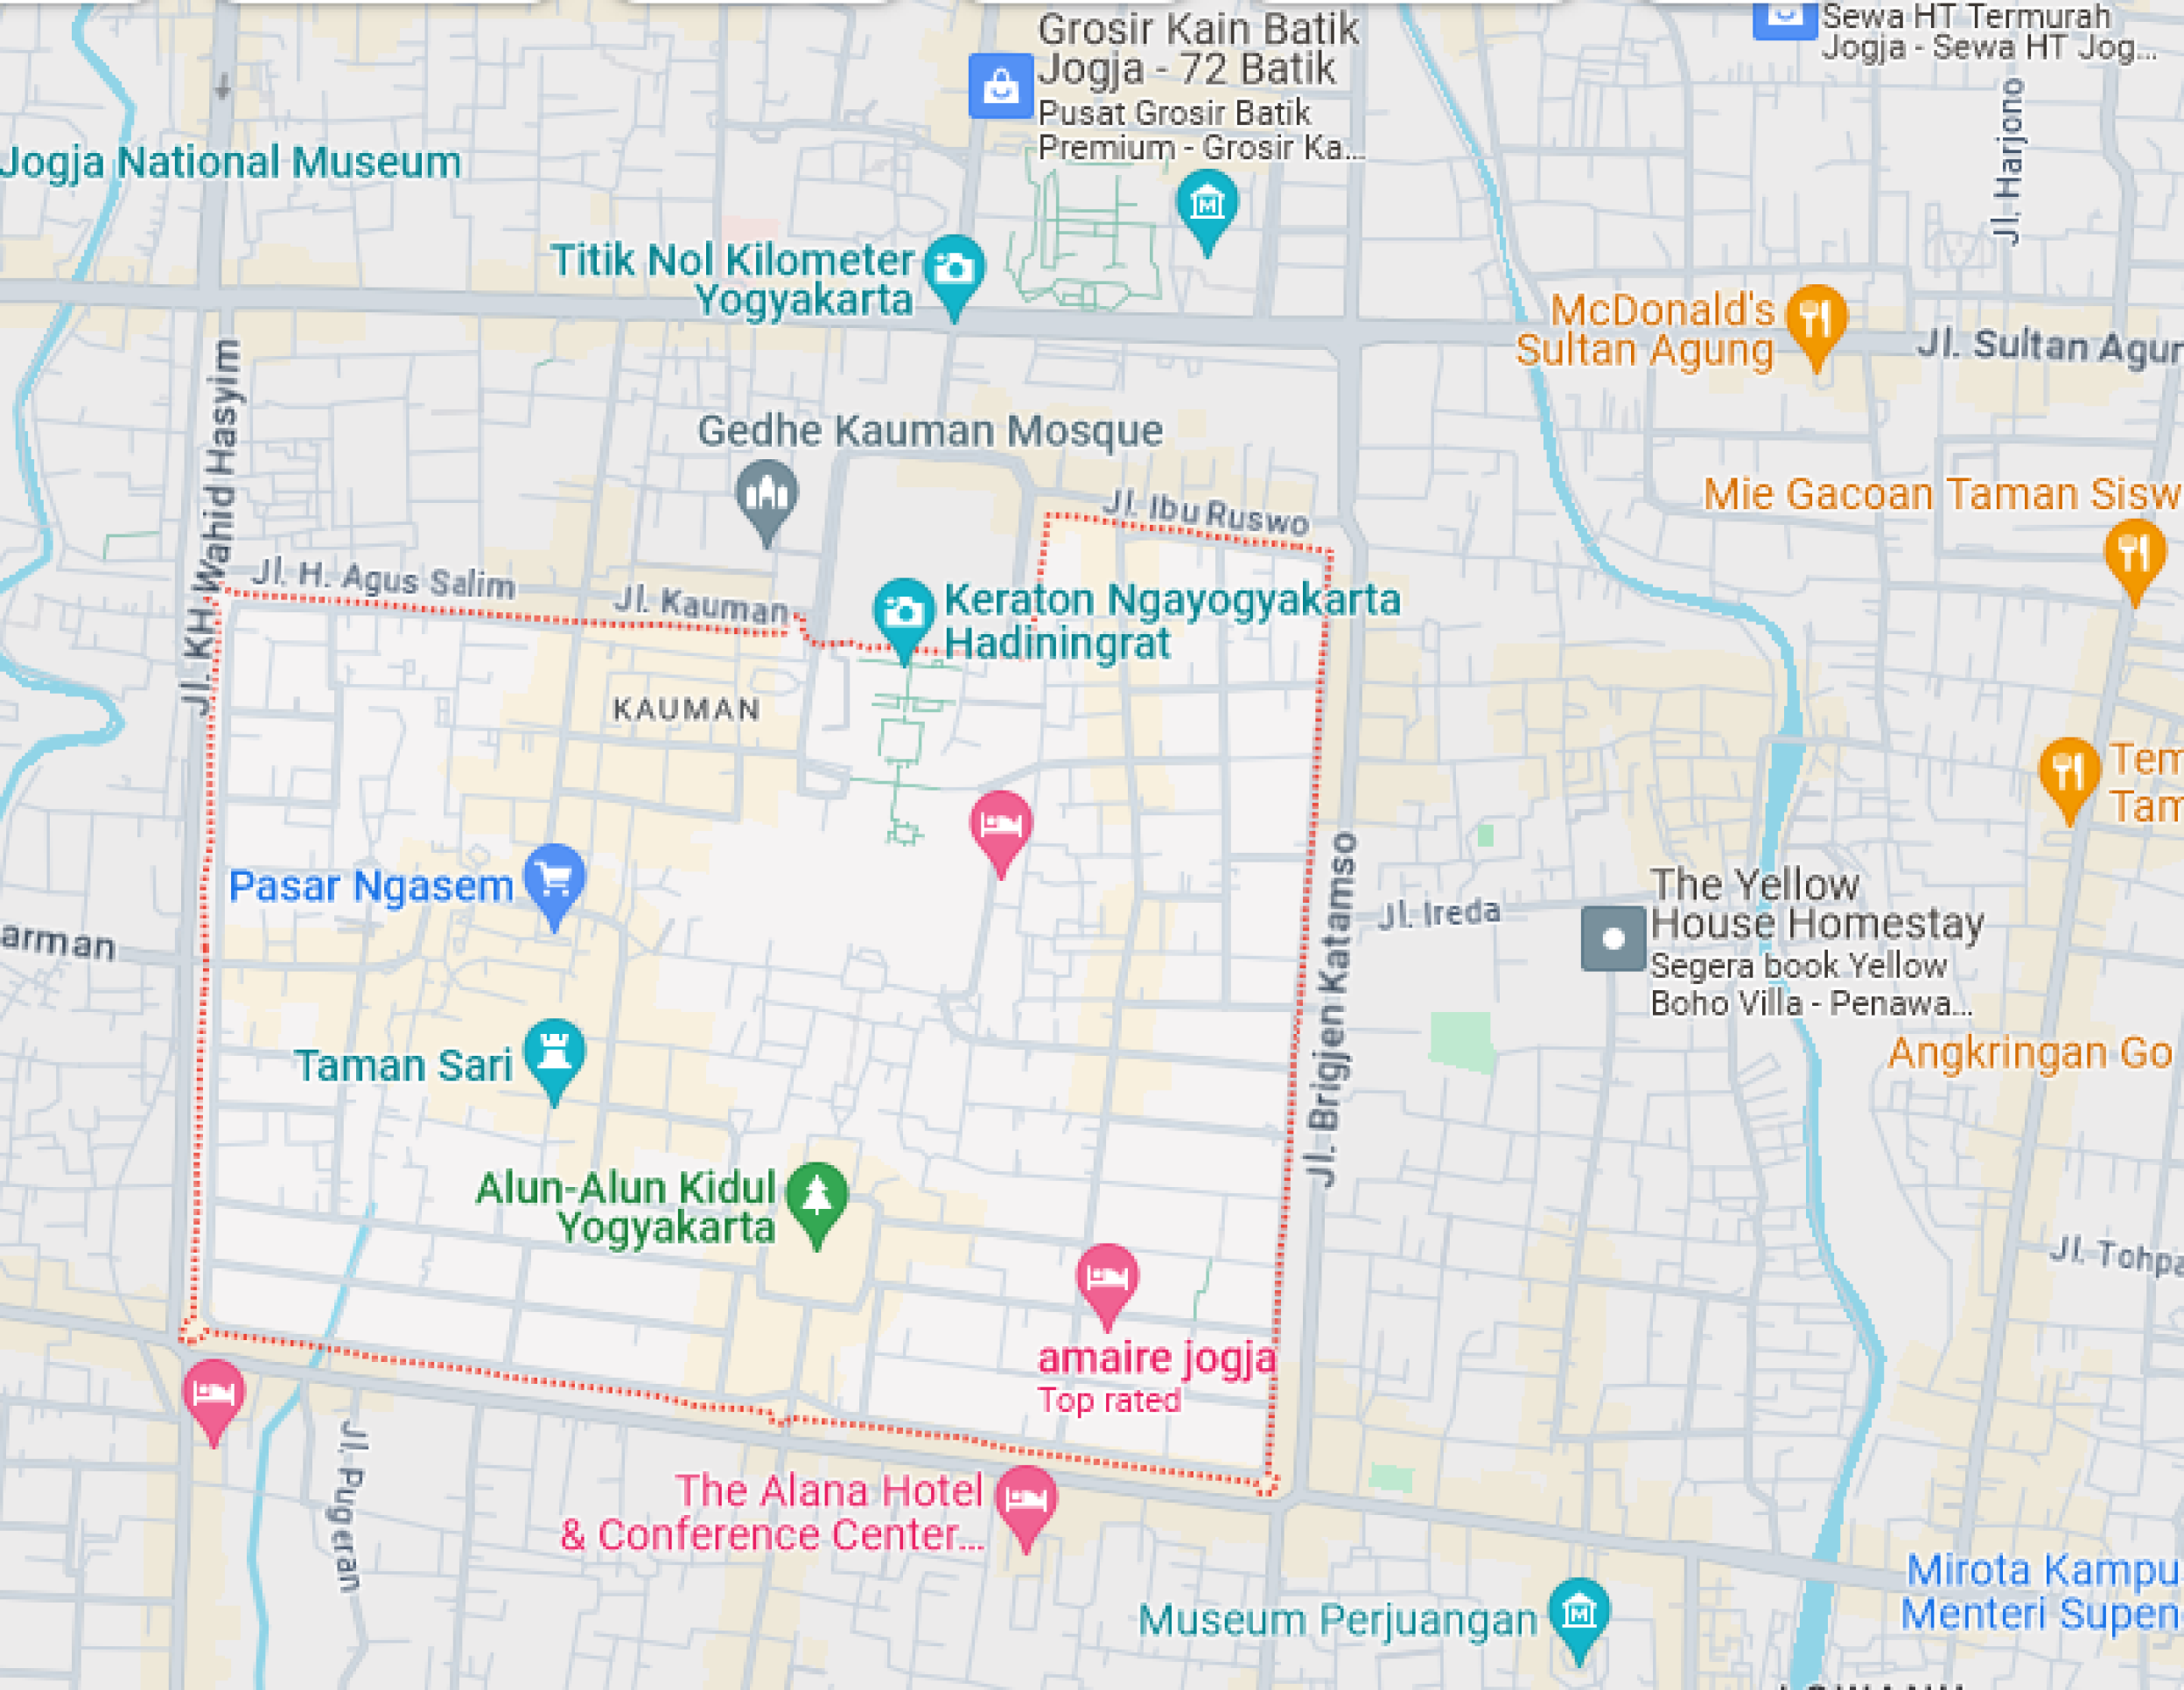 Grosir Kain Batik
Jogja - 72 Batik
Pusat Grosir Batik
Premium - Grosir Ka...
Sewa HT Termurah
Jogja - Sewa HT Jog...
Jl. Harjono
Jogja National Museum
Titik Nol Kilometer
Yogyakarta
McDonald's
Sultan Agung
Jl. Sultan Agun
Jl. KH Wahid Hasyim
Gedhe Kauman Mosque
Mie Gacoan Taman Sisw
Jl. Ibu Ruswo
Jl. H. Agus Salim
Jl. Kauman
Keraton Ngayogyakarta
Hadiningrat
KAUMAN
Tem
Tam
Pasar Ngasem
Jl. Brigjen Katamso
Jl. Ireda
The Yellow
House Homestay
Segera book Yellow
Boho Villa - Penawa...
arman
Taman Sari
Angkringan Go
Alun-Alun Kidul
Yogyakarta
Jl. Tohpa
amaire jogja
Top rated
Jl. Pugeran
The Alana Hotel
& Conference Center...
Mirota Kampu
Menteri Supen
Museum Perjuangan